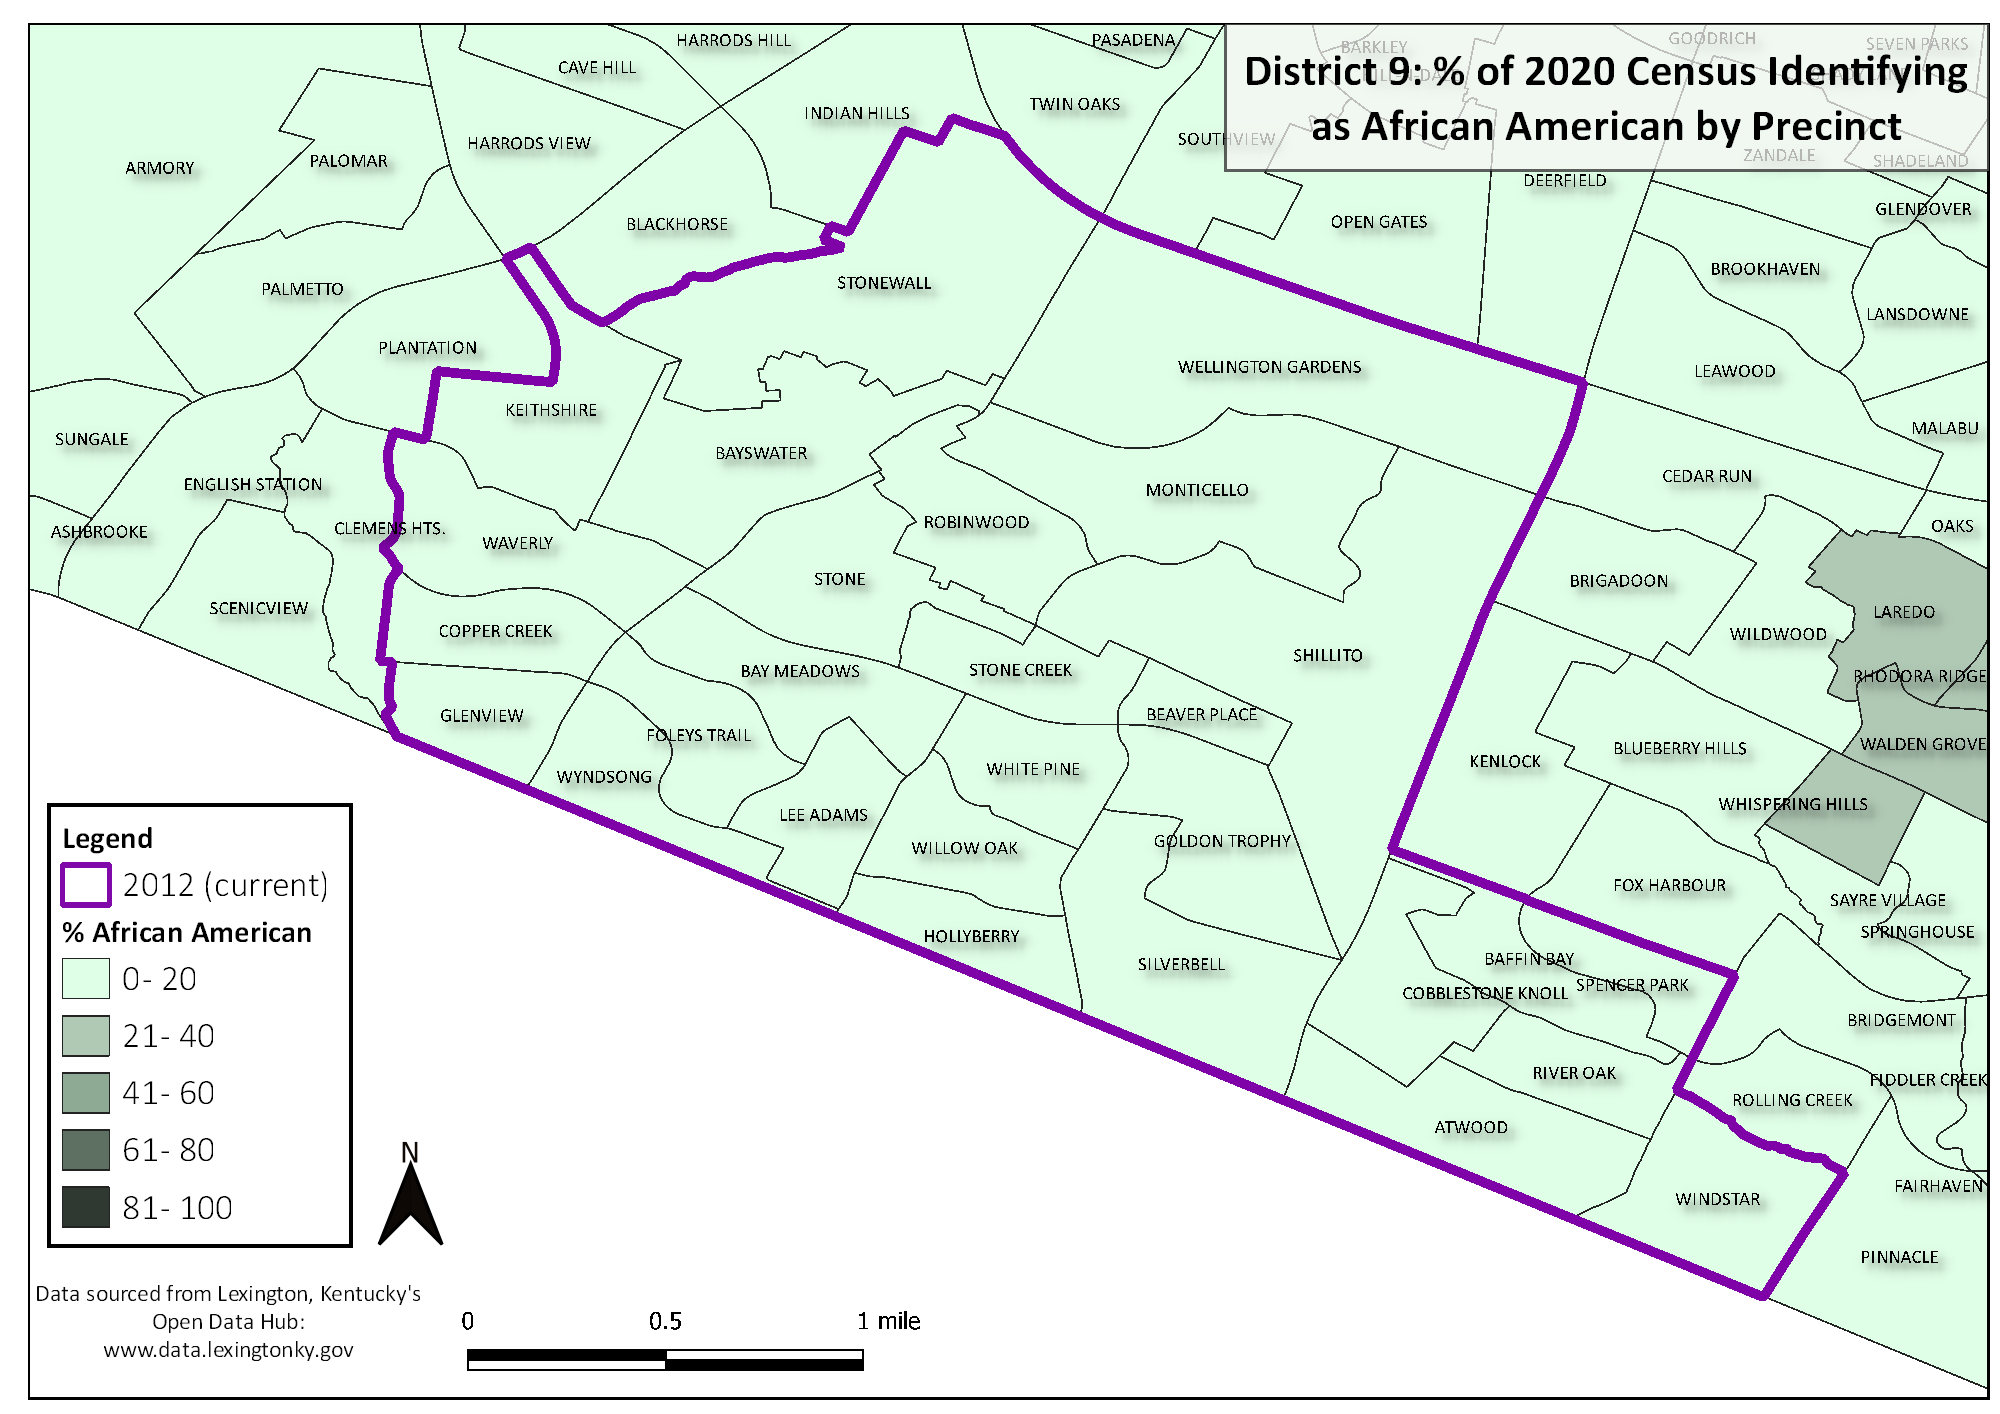 District 9: % of 2020 Census Identifying
as African American by Precinct
HARRODS HILL
PASADENA
BARKLEY
GOODRICH
SEVEN PARKS
CAVE HILL
INDIAN HILLS
TWIN OAKS
SOUTHVIEW
HARRODS VIEW
ZANDALE
SHADELAND
ARMORY
PALOMAR
DEERFIELD
GLENDOVER
BLACKHORSE
OPEN GATES
BROOKHAVEN
PALMETTO
STONEWALL
LANSDOWNE
PLANTATION
WELLINGTON GARDENS
LEAWOOD
KEITHSHIRE
MALABU
SUNGALE
BAYSWATER
CEDAR RUN
ENGLISH STATION
MONTICELLO
ASHBROOKE
CLEMENS HTS.
ROBINWOOD
OAKS
WAVERLY
STONE
BRIGADOON
SCENICVIEW
LAREDO
COPPER CREEK
WILDWOOD
SHILLITO
BAY MEADOWS
STONE CREEK
RHODORA RIDGE
GLENVIEW
BEAVER PLACE
FOLEYS TRAIL
WALDEN GROVE
BLUEBERRY HILLS
KENLOCK
WYNDSONG
WHITE PINE
WHISPERING HILLS
LEE ADAMS
WILLOW OAK
GOLDON TROPHY
FOX HARBOUR
SAYRE VILLAGE
HOLLYBERRY
SPRINGHOUSE
SILVERBELL
BAFFIN BAY
COBBLESTONE KNOLL
SPENCER PARK
BRIDGEMONT
RIVER OAK
FIDDLER CREEK
ROLLING CREEK
ATWOOD
FAIRHAVEN
WINDSTAR
PINNACLE
Legend
2012 (current)
% African American
0- 20
21- 40
41- 60
61- 80
81- 100
N
Data sourced from Lexington, Kentucky's
Open Data Hub:
www.data.lexingtonky.gov
0 0.5 1 mile